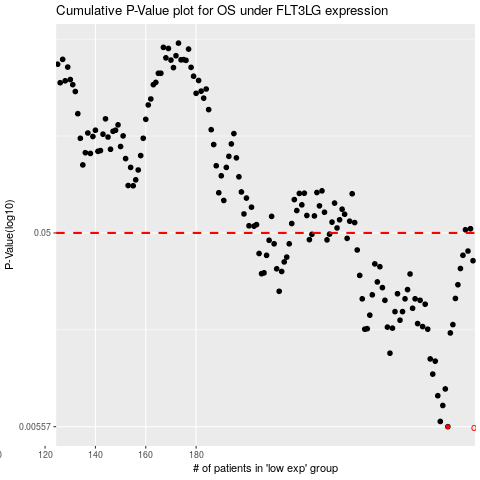 Cumulative P-Value plot for OS under FLT3LG expression
P-Value(log10)
0.05
0.00557
0 120 140 160 180
# of patients in 'low exp' group